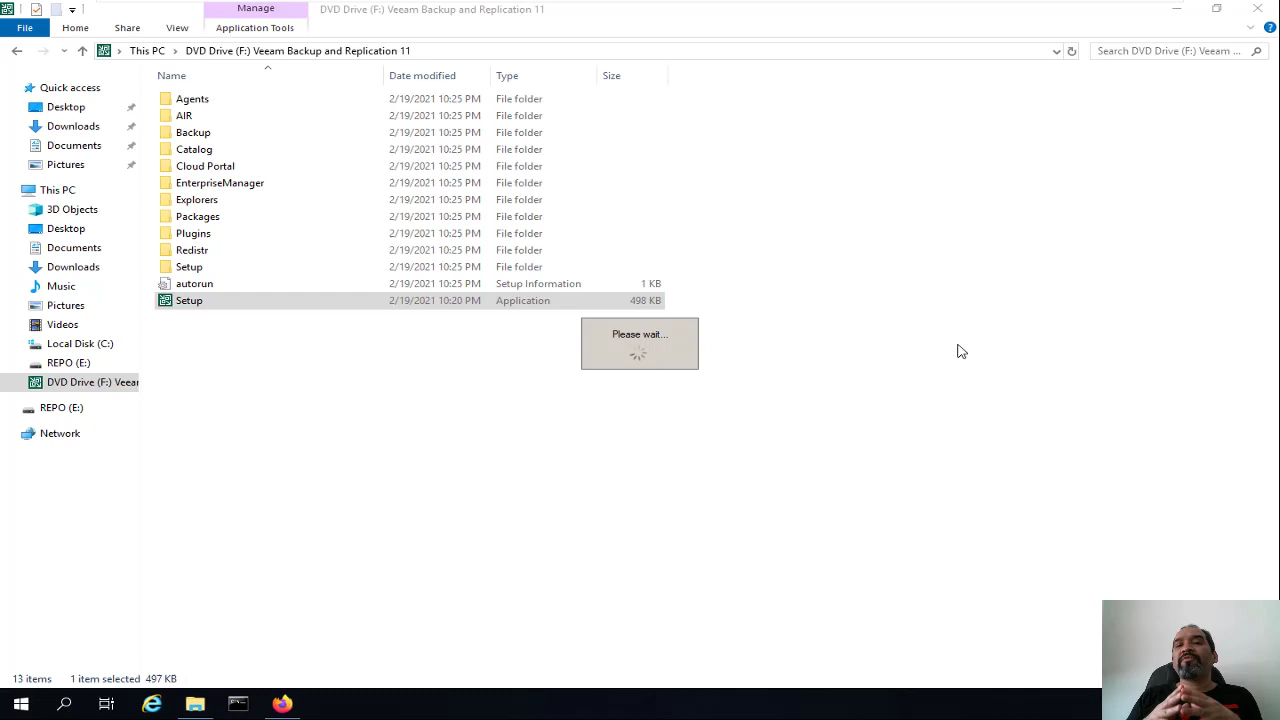 Manage
DVD Drive (F:) Veeam Backup and Replication 11
File
Home
Share
View
Application Tools
This PC
DVD Drive (F:) Veeam Backup and Replication 11
Search DVD Drive (F:) Veeam ...
Name
Date modified
Type
Size
Quick access
Desktop
Downloads
Documents
Pictures
This PC
3D Objects
Desktop
Documents
Downloads
Music
Pictures
Videos
Local Disk (C:)
REPO (E:)
DVD Drive (F:) Veear
REPO (E:)
Network
Agents 2/19/2021 10:25 PM File folder
AIR 2/19/2021 10:25 PM File folder
Backup 2/19/2021 10:25 PM File folder
Catalog 2/19/2021 10:25 PM File folder
Cloud Portal 2/19/2021 10:25 PM File folder
EnterpriseManager 2/19/2021 10:25 PM File folder
Explorers 2/19/2021 10:25 PM File folder
Packages 2/19/2021 10:25 PM File folder
Plugins 2/19/2021 10:25 PM File folder
Redistr 2/19/2021 10:25 PM File folder
Setup 2/19/2021 10:25 PM File folder
autorun 2/19/2021 10:25 PM Setup Information 1 KB
Setup 2/19/2021 10:20 PM Application 498 KB
Please wait...
13 items 1 item selected 497 KB